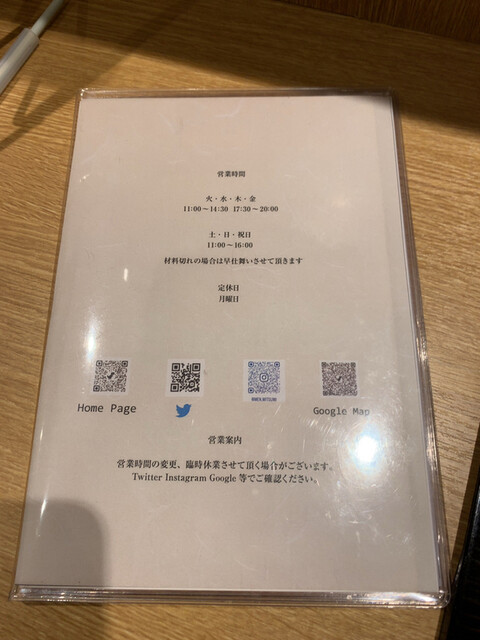 営業時間
火・水・木・金
11:00～14:30 17:30～20:00
土・日・祝日
11:00～16:00
材料切れの場合は早仕舞いさせて頂きます
定休日
月曜日
Home Page
Google Map
営業案内
営業時間の変更、臨時休業させて頂く場合がございます。
Twitter Instagram Google 等でご確認ください。